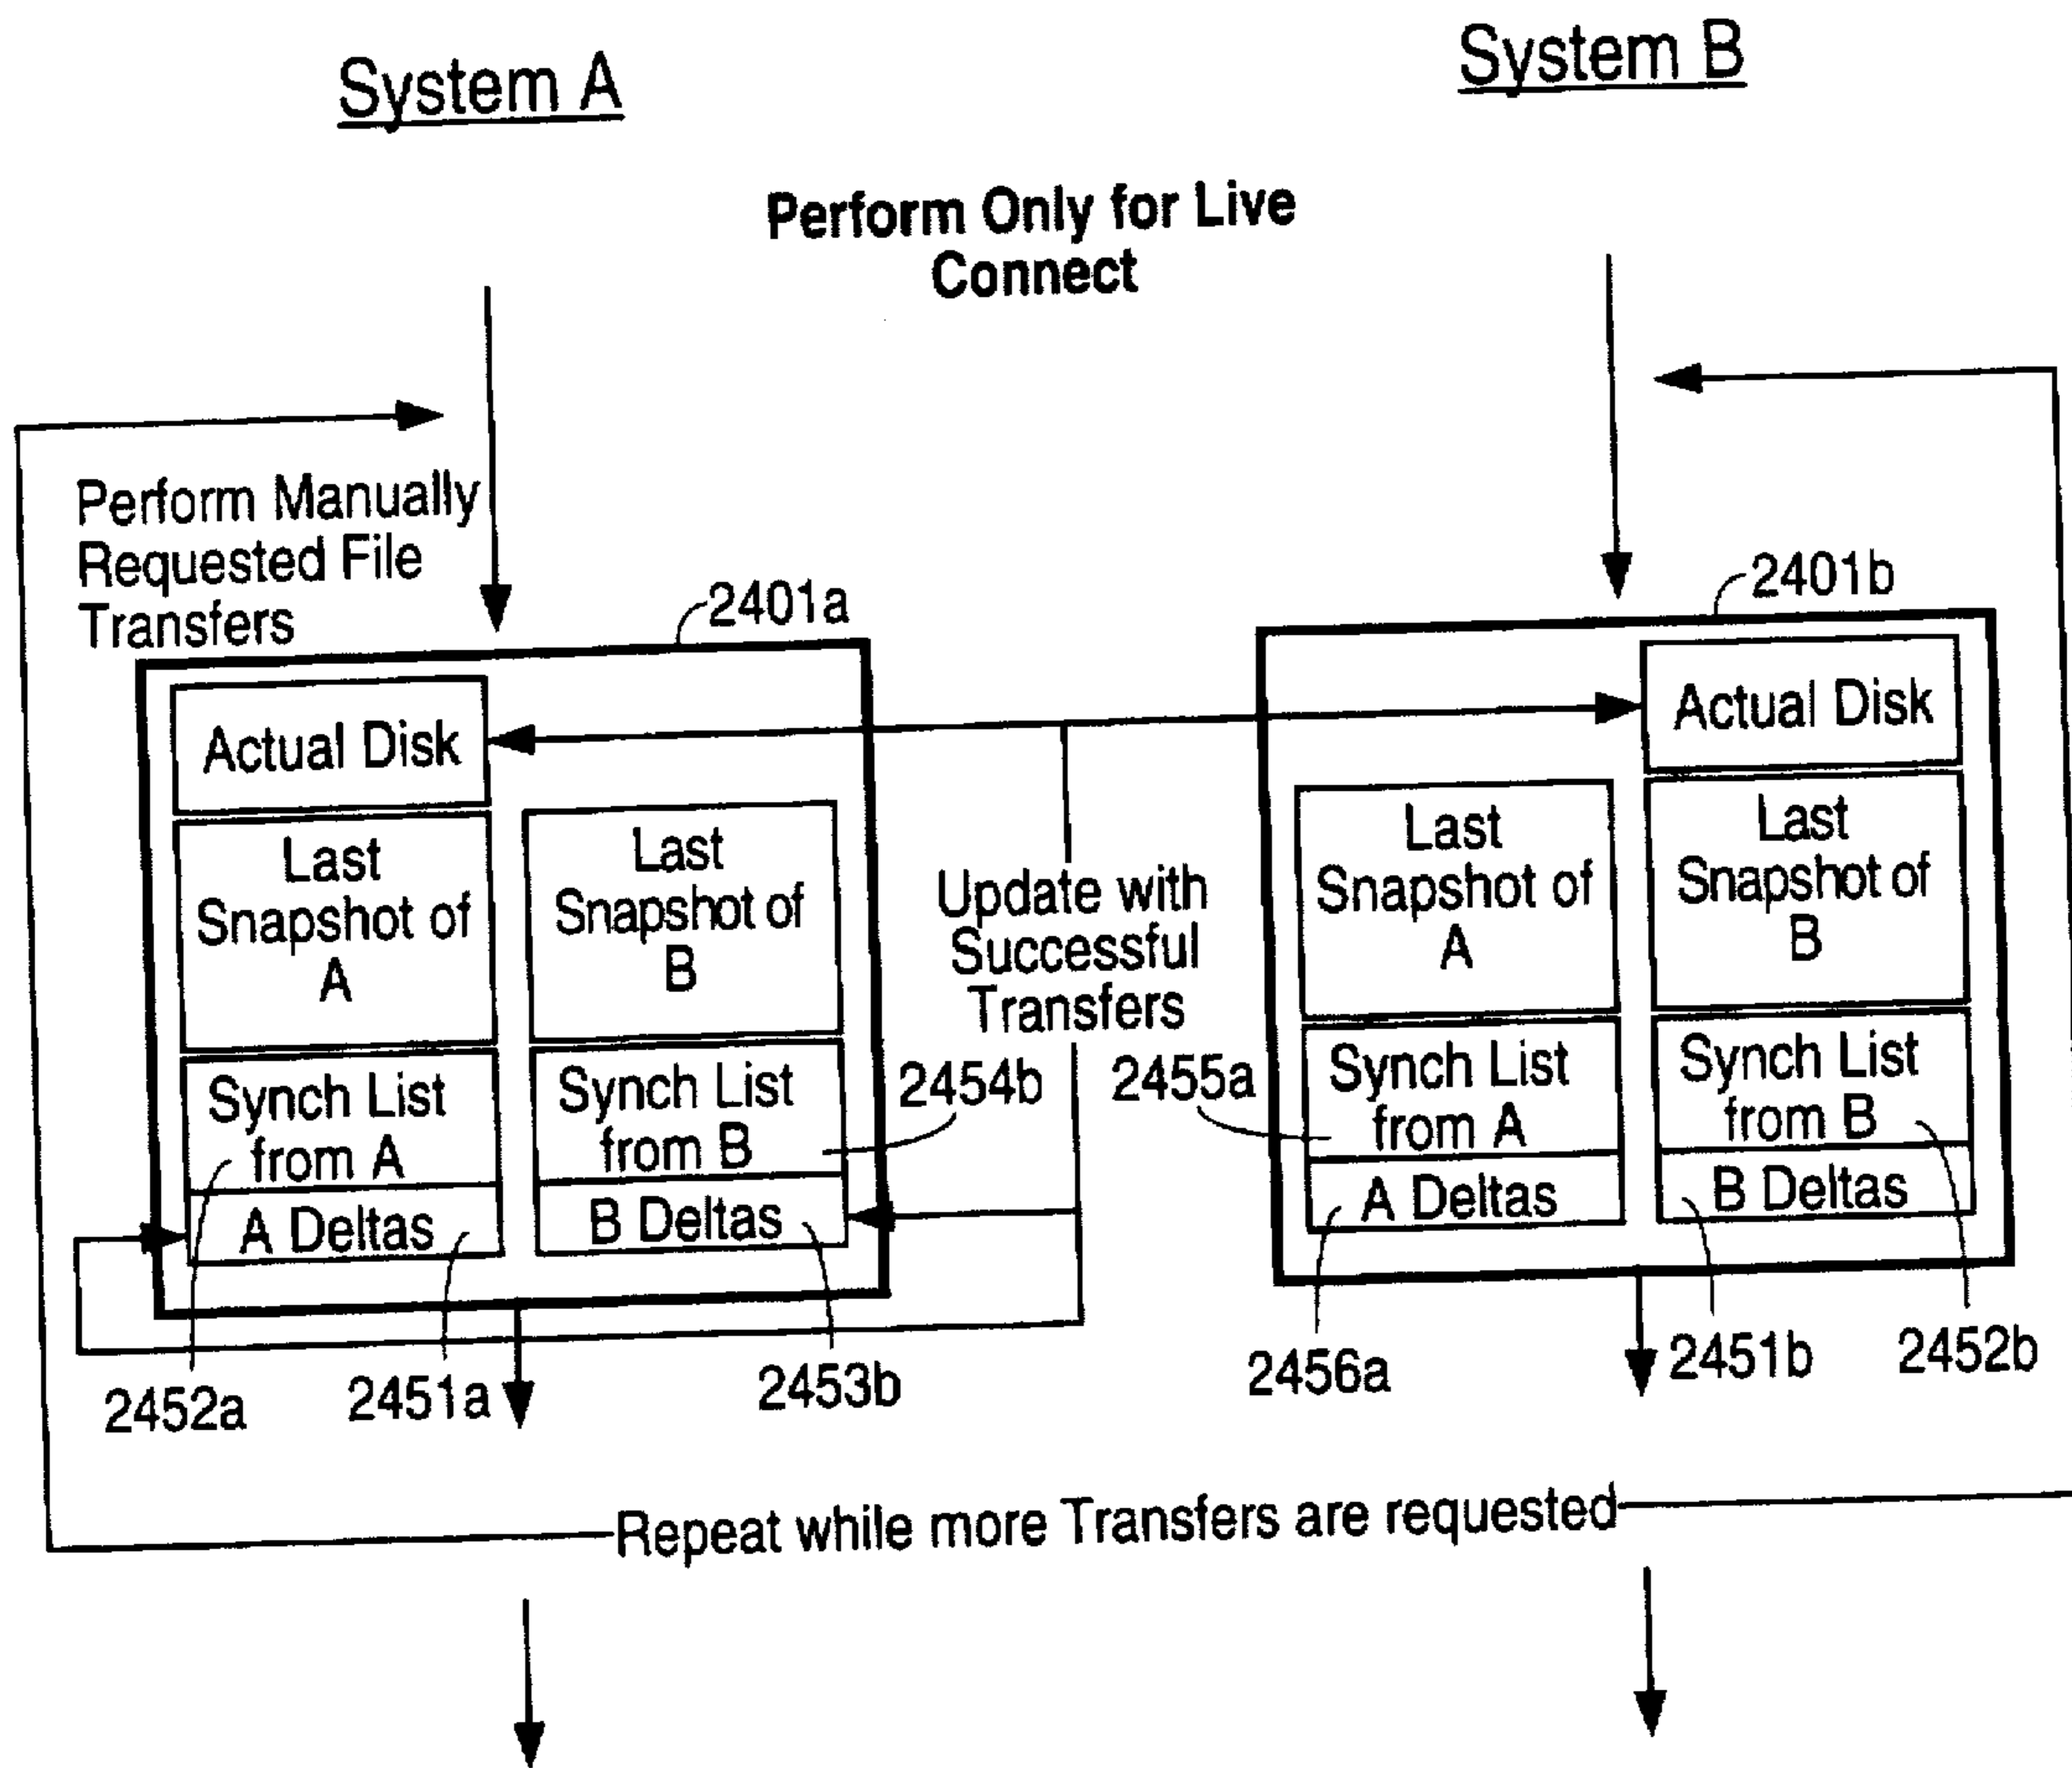 System A
System B
Perform Only for Live
Connect
Perform Manually
Requested File
Transfers
2401a
2401b
Actual Disk
Last
Snapshot of
A
Last
Snapshot of
B
Synch List
from A
A Deltas
Synch List
from B
B Deltas
2454b
Update with
Successful
Transfers
2455a
Actual Disk
Last
Snapshot of
A
Last
Snapshot of
B
Synch List
from A
A Deltas
Synch List
from B
B Deltas
2452a
2451a
2453b
2456a
2451b
2452b
Repeat while more Transfers are requested